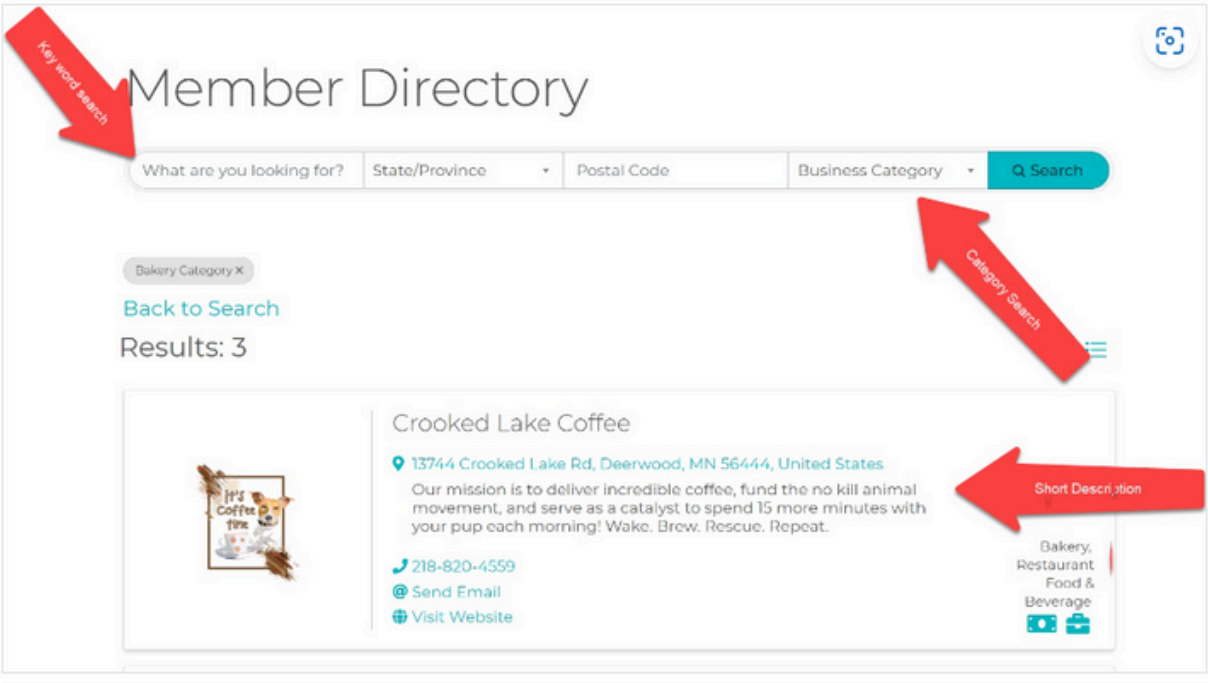 Key word search
Member Directory
What are you looking for?
State/Province
Postal Code
Business Category
Search
Category Search
Bakery Category ×
Back to Search
Results: 3
Crooked Lake Coffee
13744 Crooked Lake Rd, Deerwood, MN 56444, United States
Our mission is to deliver incredible coffee, fund the no kill animal
movement, and serve as a catalyst to spend 15 more minutes with
your pup each morning! Wake. Brew. Rescue. Repeat.
Short Description
It's
Coffee
time
218-820-4559
Send Email
Visit Website
Bakery,
Restaurant
Food &
Beverage